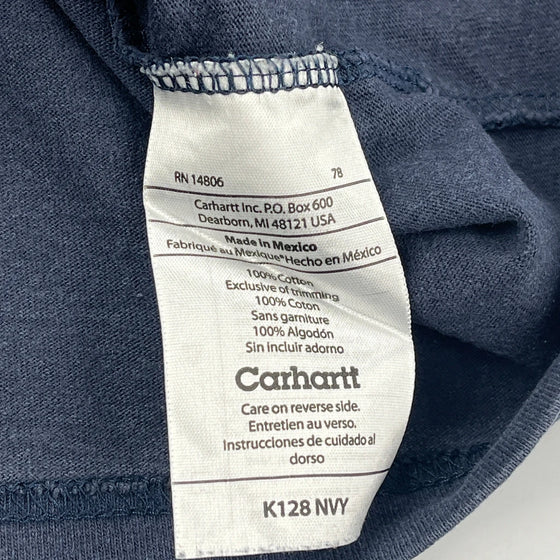 RN 14806 78
Carhartt Inc. P.O. Box 600
Dearborn, MI 48121 USA
Made in Mexico
Fabriqué au Mexique*Hecho en México
100% Cotton
Exclusive of trimming
100% Coton
Sans garniture
100% Algodón
Sin incluir adorno
Carhartt
Care on reverse side.
Entretien au verso.
Instrucciones de cuidado al
dorso
K128 NVY